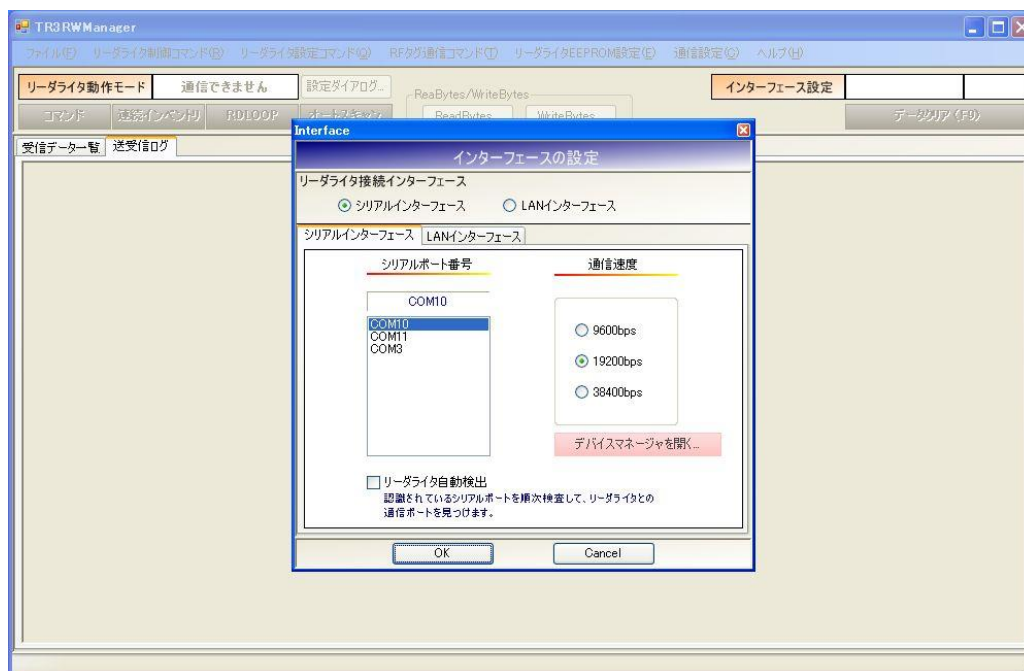 TR3RWManager
ファイル(F) リーダライタ制御コマンド(R) リーダライタ設定コマンド(Q) RFタグ通信コマンド(T) リーダライタEEPROM設定(E) 通信設定(C) ヘルプ(H)
リーダライタ動作モード 通信できません 設定ダイアログ... ReaBytes/WriteBytes インターフェース設定
コマンド 連続インベントリ RDLOOP オートスキャン ReadBytes WriteBytes データクリア (F9)
受信データ一覧 送受信ログ
Interface
インターフェースの設定
リーダライタ接続インターフェース
シリアルインターフェース LANインターフェース
シリアルインターフェース LANインターフェース
シリアルポート番号 通信速度
COM10
COM10
COM11
COM3
9600bps
19200bps
38400bps
デバイスマネージャを開く...
リーダライタ自動検出
認識されているシリアルポートを順次検査して、リーダライタとの
通信ポートを見つけます。
OK Cancel